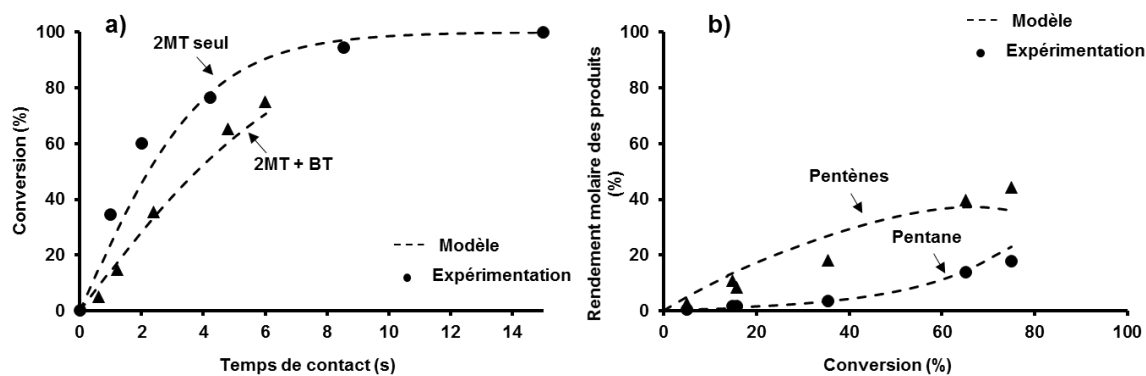 a)
100
80
60
40
20
0
Conversion (%)
2MT seul
2MT + BT
Modèle
Expérimentation
0 2 4 6 8 10 12 14
Temps de contact (s)
b)
100
80
60
40
20
0
Rendement molaire des produits
(%)
Modèle
Expérimentation
Pentènes
Pentane
0 20 40 60 80 100
Conversion (%)